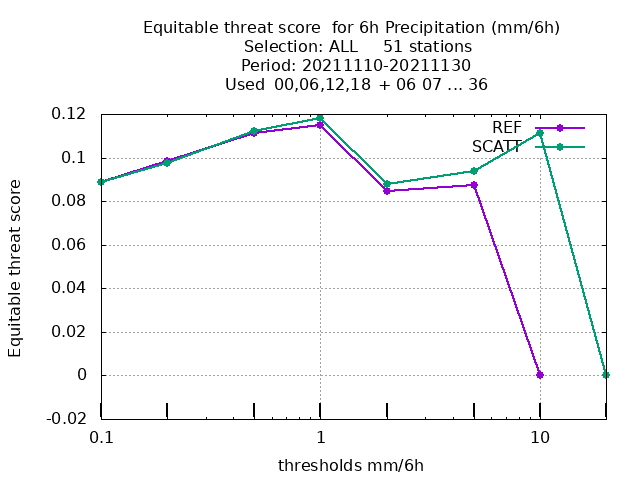 Equitable threat score  for 6h Precipitation (mm/6h)
Selection: ALL     51 stations
Period: 20211110-20211130
Used  00,06,12,18  + 06 07 ... 36
REF
SCATT
0.12
0.1
0.08
0.06
0.04
0.02
0
-0.02
Equitable threat score
0.1
1
10
thresholds mm/6h